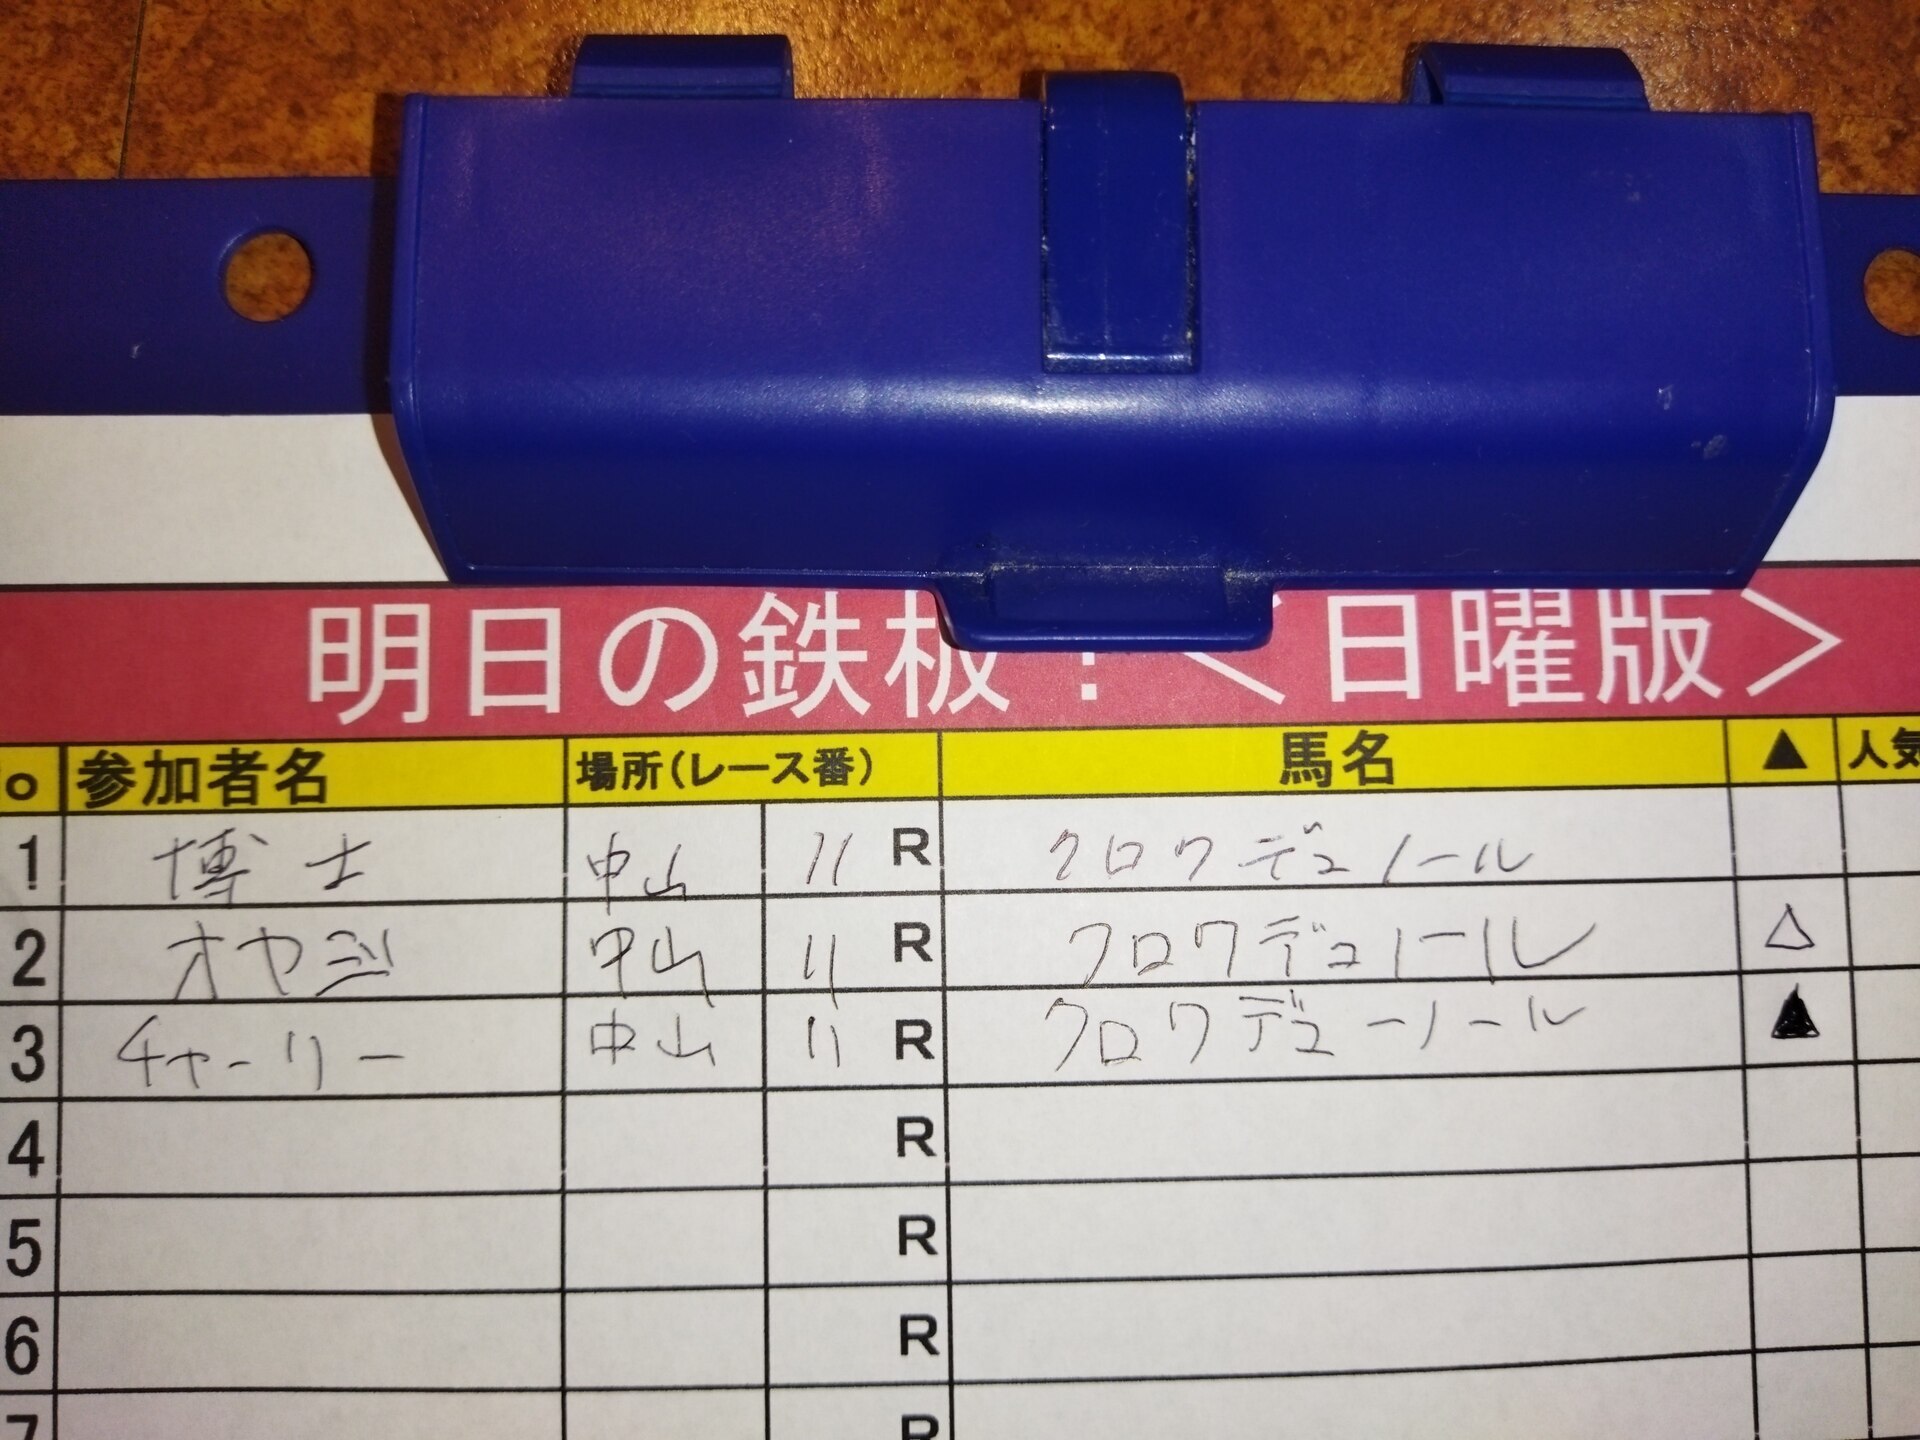 明日の鉄板！＜日曜版＞
o 参加者名 場所(レース番) 馬名 ▲ 人気
1 博士 中山 11 R クロワデュノール
2 オヤジ 中山 11 R クロワデュノール △
3 チャーリー 中山 11 R クロワデューノール ▲
4 R
5 R
6 R
7 R